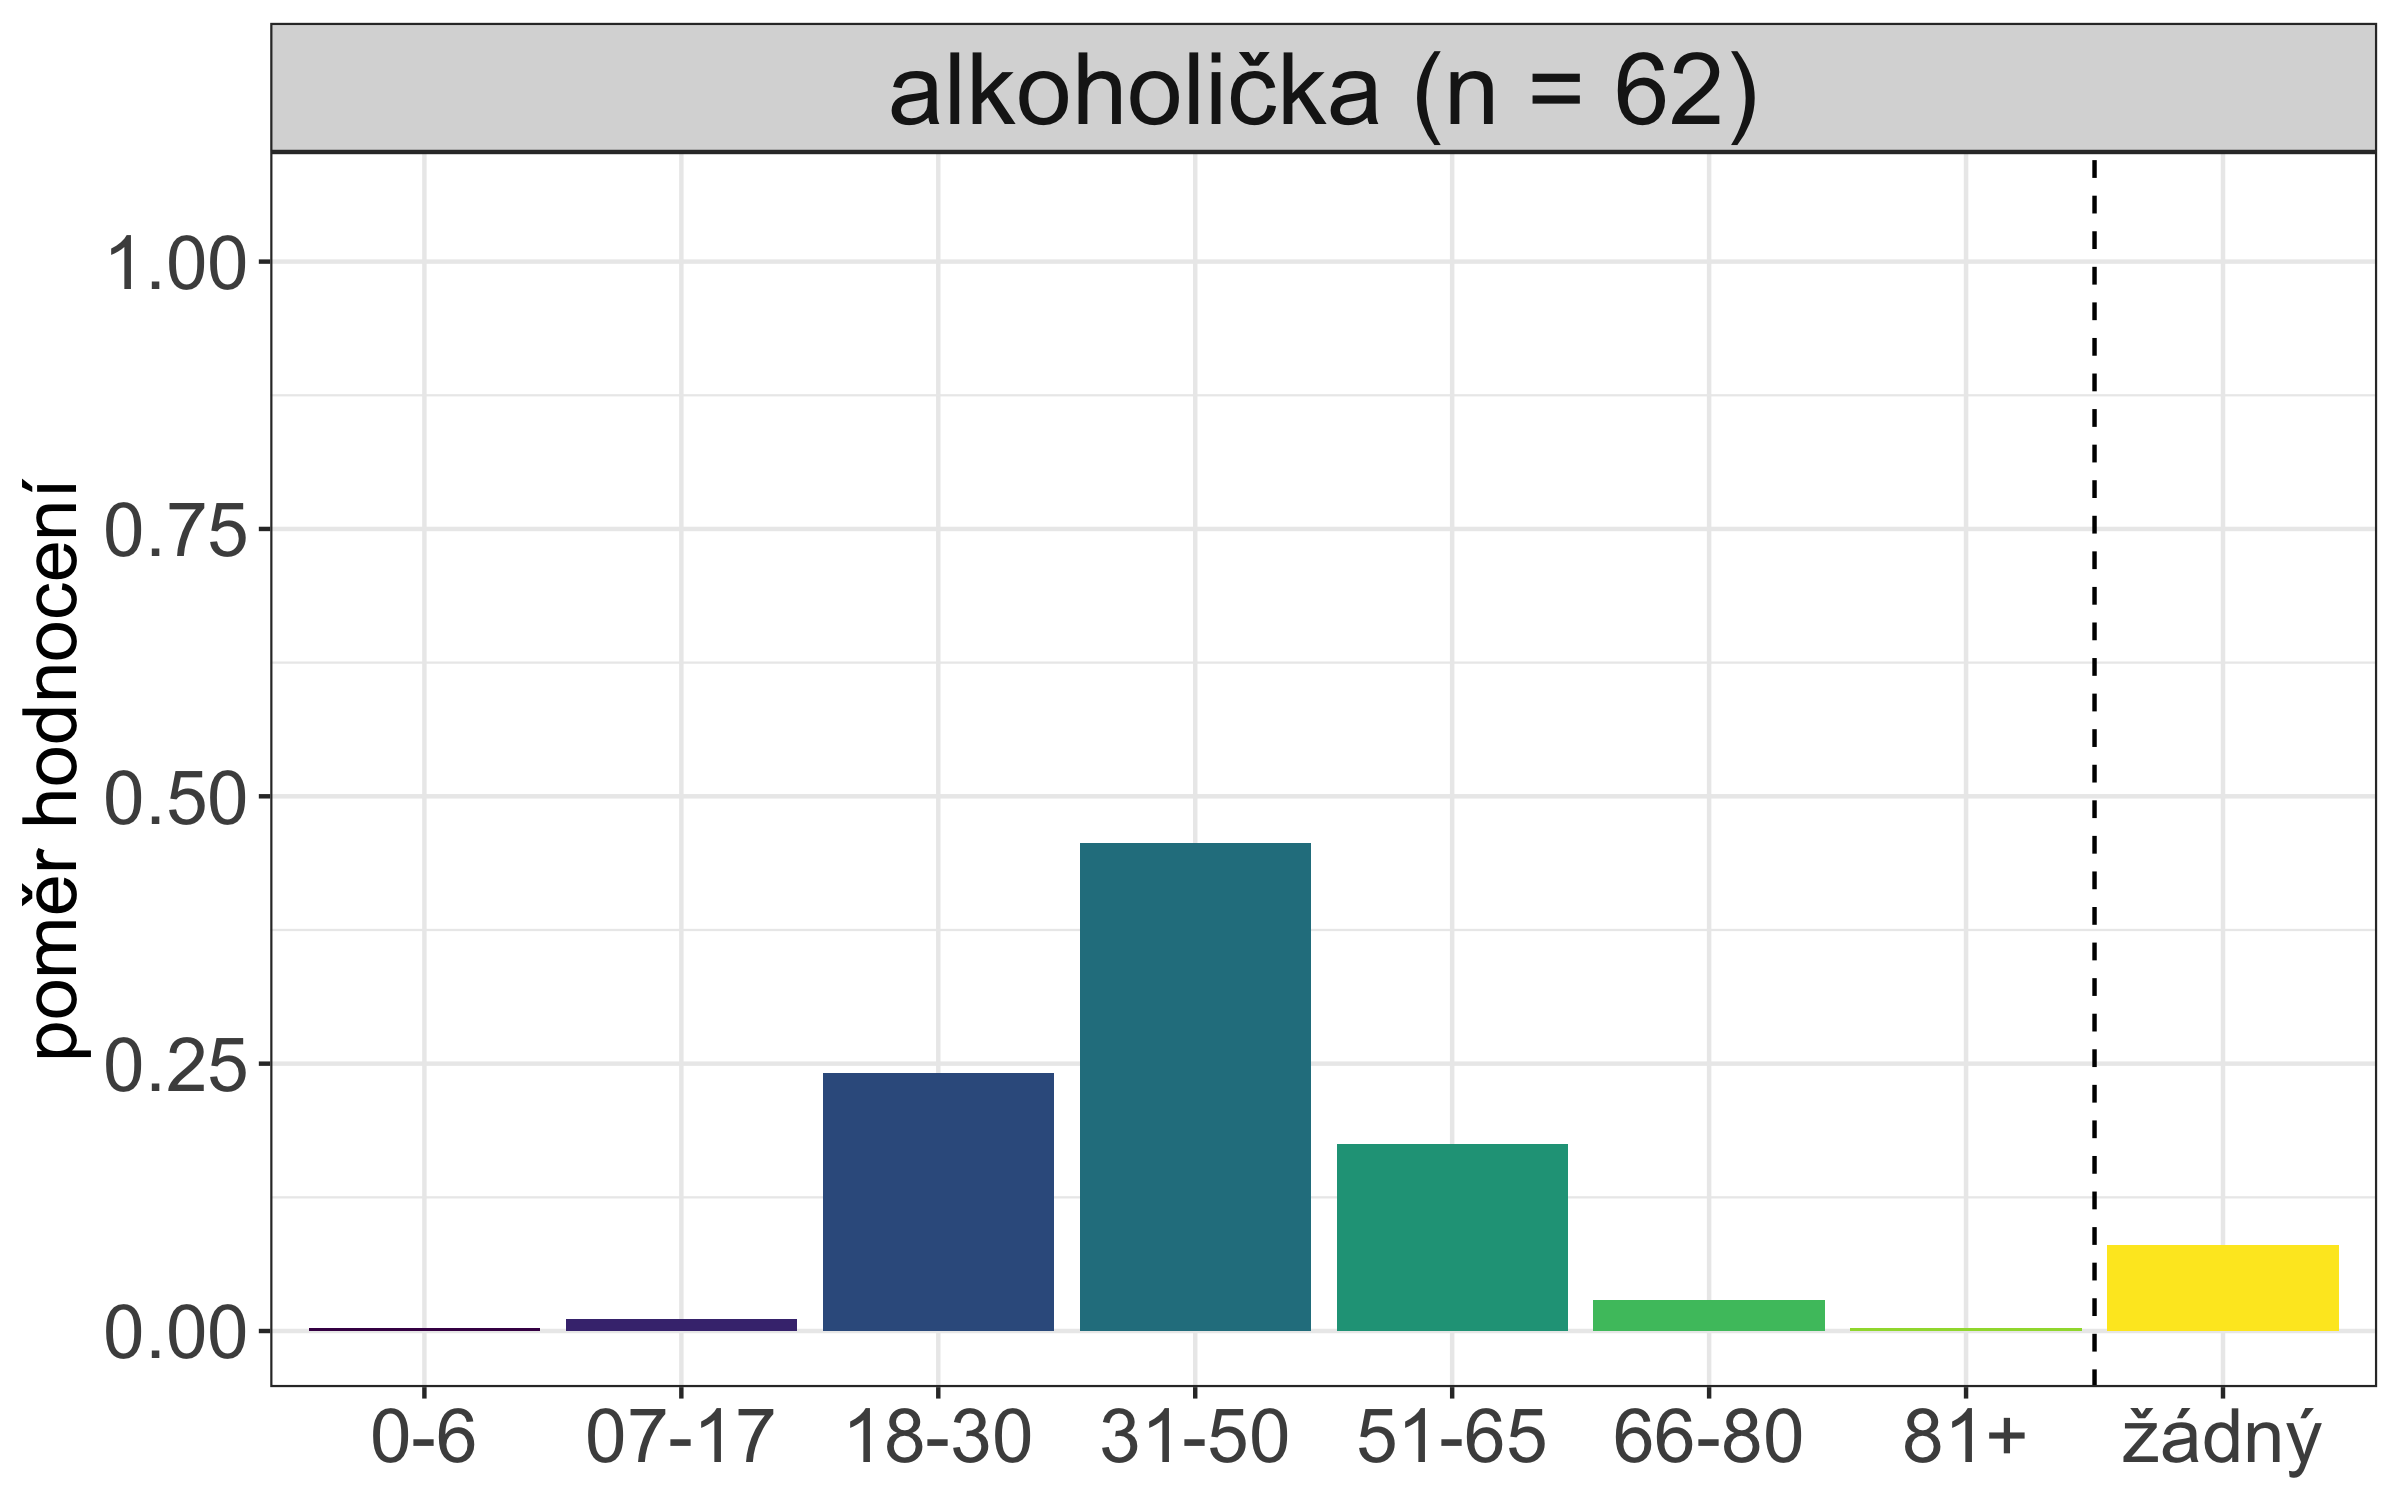 alkoholička (n = 62)
poměr hodnocení
1.00
0.75
0.50
0.25
0.00
0-6 07-17 18-30 31-50 51-65 66-80 81+ žádný